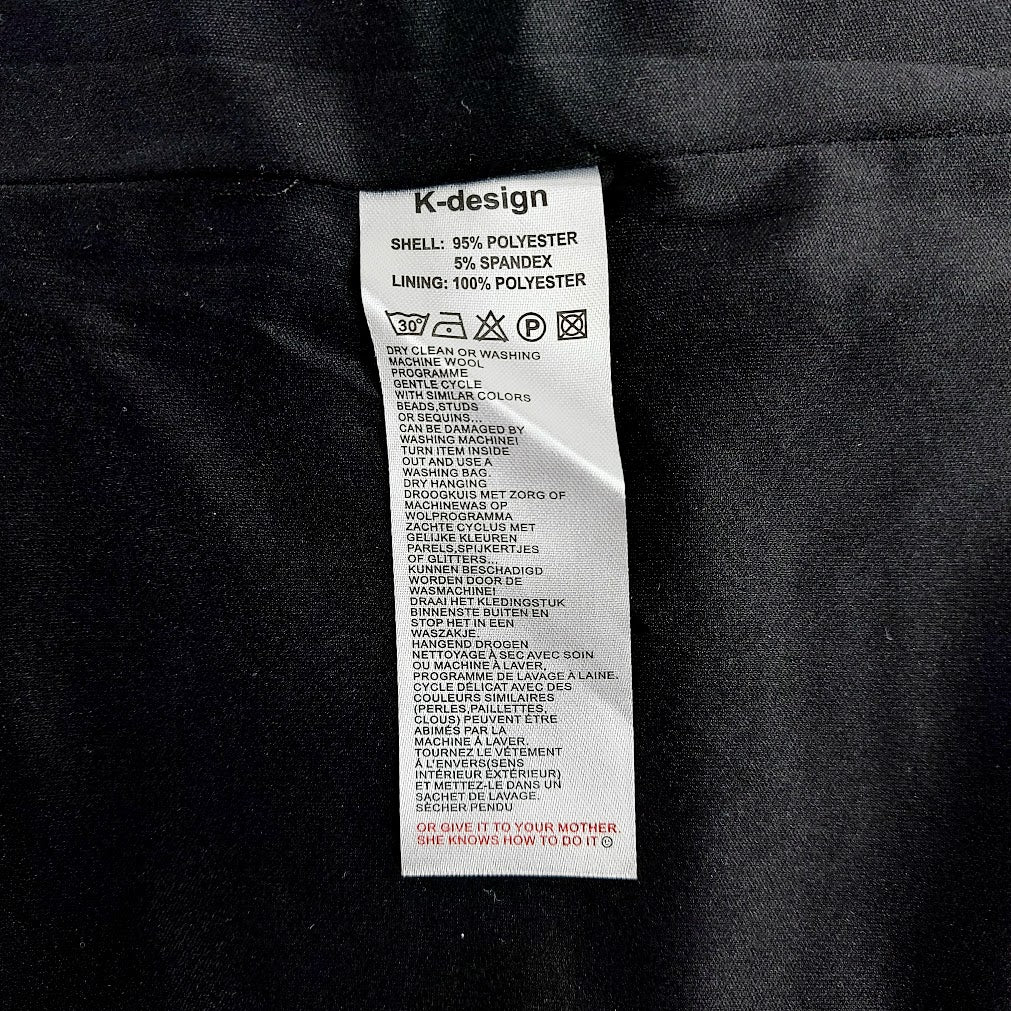 K-design
SHELL: 95% POLYESTER
5% SPANDEX
LINING: 100% POLYESTER
30° P
DRY CLEAN OR WASHING
MACHINE WOOL
PROGRAMME
GENTLE CYCLE
WITH SIMILAR COLORS
BEADS,STUDS
OR SEQUINS...
CAN BE DAMAGED BY
WASHING MACHINE!
TURN ITEM INSIDE
OUT AND USE A
WASHING BAG.
DRY HANGING
DROOGKUIS MET ZORG OF
MACHINEWAS OP
WOLPROGRAMMA
ZACHTE CYCLUS MET
GELIJKE KLEUREN
PARELS,SPIJKERTJES
OF GLITTERS...
KUNNEN BESCHADIGD
WORDEN DOOR DE
WASMACHINE!
DRAAI HET KLEDINGSTUK
BINNENSTE BUITEN EN
STOP HET IN EEN
WASZAKJE.
HANGEND DROGEN
NETTOYAGE À SEC AVEC SOIN
OU MACHINE À LAVER,
PROGRAMME DE LAVAGE À LAINE.
CYCLE DÉLICAT AVEC DES
COULEURS SIMILAIRES
(PERLES,PAILLETTES,
CLOUS) PEUVENT ÊTRE
ABIMÉS PAR LA
MACHINE À LAVER.
TOURNEZ LE VÊTEMENT
À L'ENVERS(SENS
INTÉRIEUR EXTÉRIEUR)
ET METTEZ-LE DANS UN
SACHET DE LAVAGE.
SÉCHER PENDU
OR GIVE IT TO YOUR MOTHER.
SHE KNOWS HOW TO DO IT☺